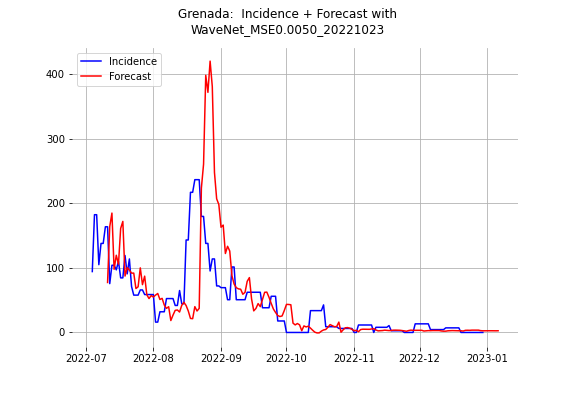 Grenada:  Incidence + Forecast with
WaveNet_MSE0.0050_20221023
Incidence
Forecast
400
300
200
100
0
2022-07 2022-08 2022-09 2022-10 2022-11 2022-12 2023-01